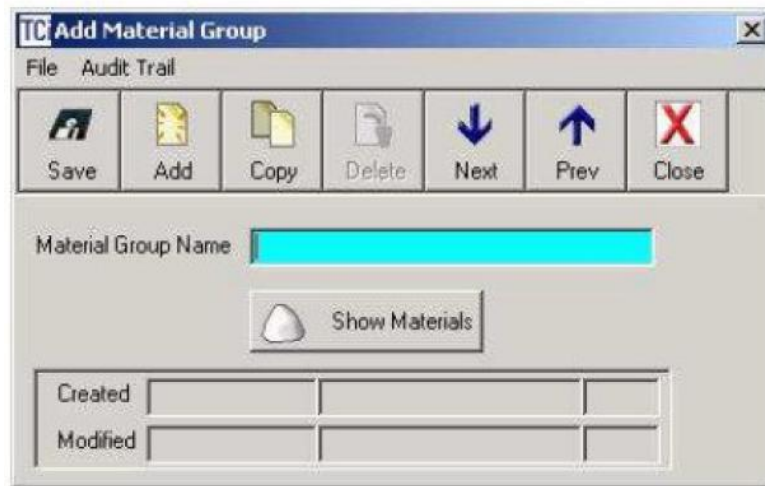 TC Add Material Group
File Audit Trail
Save Add Copy Delete Next Prev Close
Material Group Name
Show Materials
Created
Modified